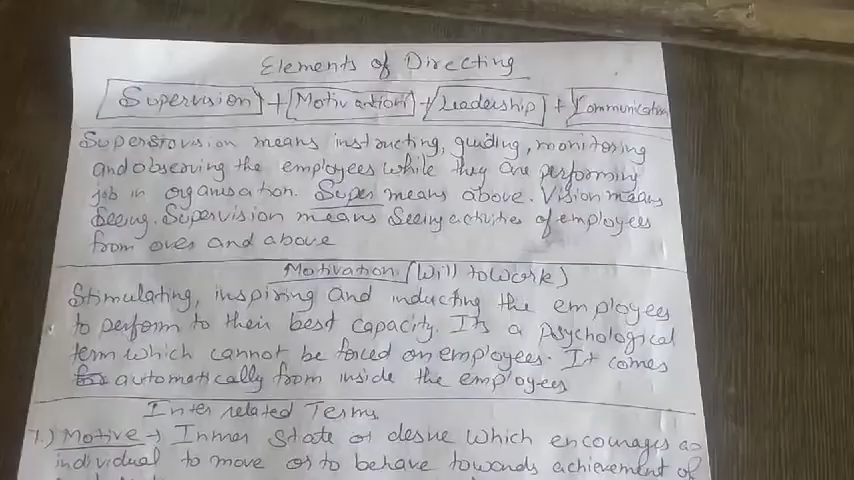 Elements of Directing
Supervision + Motivation + Leadership + Communication
Superstovision means instructing, guiding, monitoring
and observing the employees while they are performing
job in organisation. Super means above. Vision means
Seeing. Supervision means Seeing activities of employees
from over and above
Motivation (Will to Work)
Stimulating, inspiring and inducting the employees
to perform to their best capacity. Its a Psychological
term which cannot be forced on employees. It comes
automatically from inside the employees
Inter related Terms
1.) Motive → Inner State or desire which encourages an
individual to move or to behave towards achievement of